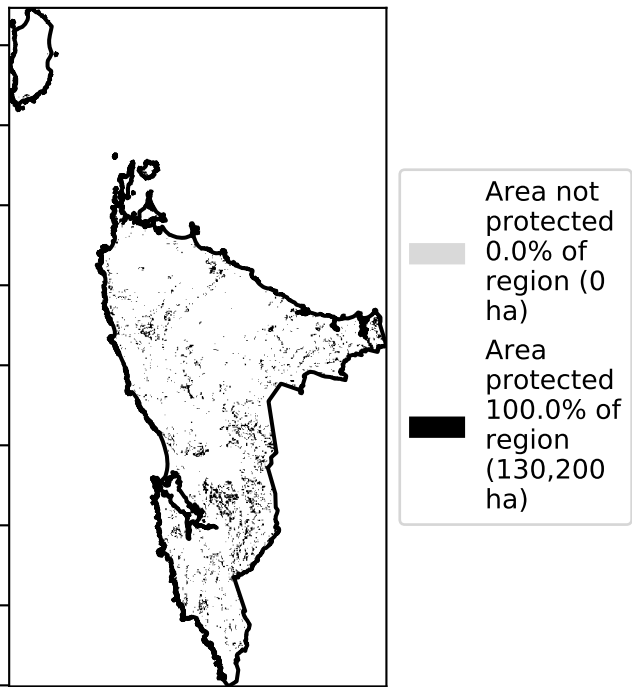 Area not
protected
0.0% of
region (0
ha)
Area
protected
100.0% of
region
(130,200
ha)